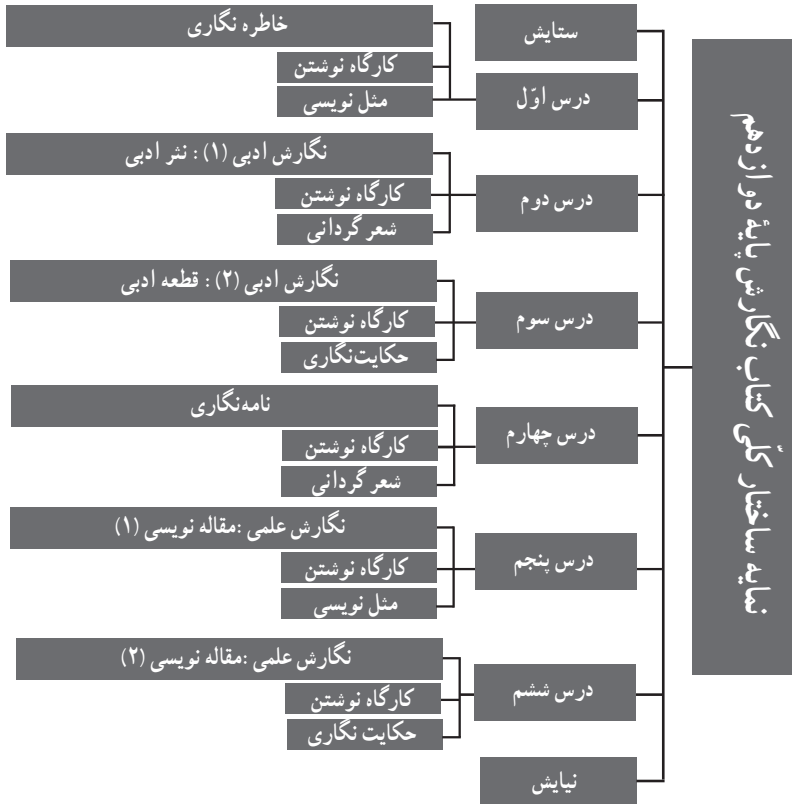 نمایه ساختار کلّی کتاب نگارش پایهٔ دوازدهم
ستایش
درس اوّل
خاطره نگاری
کارگاه نوشتن
مثل نویسی
درس دوم
نگارش ادبی (۱) : نثر ادبی
کارگاه نوشتن
شعر گردانی
درس سوم
نگارش ادبی (۲) : قطعه ادبی
کارگاه نوشتن
حکایت‌نگاری
درس چهارم
نامه‌نگاری
کارگاه نوشتن
شعر گردانی
درس پنجم
نگارش علمی :مقاله نویسی (۱)
کارگاه نوشتن
مثل نویسی
درس ششم
نگارش علمی :مقاله نویسی (۲)
کارگاه نوشتن
حکایت نگاری
نیایش